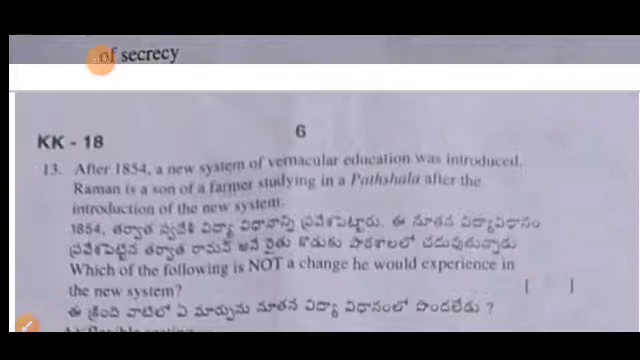 of secrecy
KK - 18
6
13. After 1854, a new system of vernacular education was introduced.
Raman is a son of a farmer studying in a Pathshala after the
introduction of the new system.
1854, తర్వాత స్వదేశీ విద్యా విధానాన్ని ప్రవేశపెట్టారు. ఈ నూతన విద్యావిధానం
ప్రవేశపెట్టిన తర్వాత రామన్ అనే రైతు కొడుకు పాఠశాలలో చదువుతున్నాడు
Which of the following is NOT a change he would experience in
the new system? [ ]
ఈ క్రింది వాటిలో ఏ మార్పును నూతన విద్యా విధానంలో పొందలేడు ?